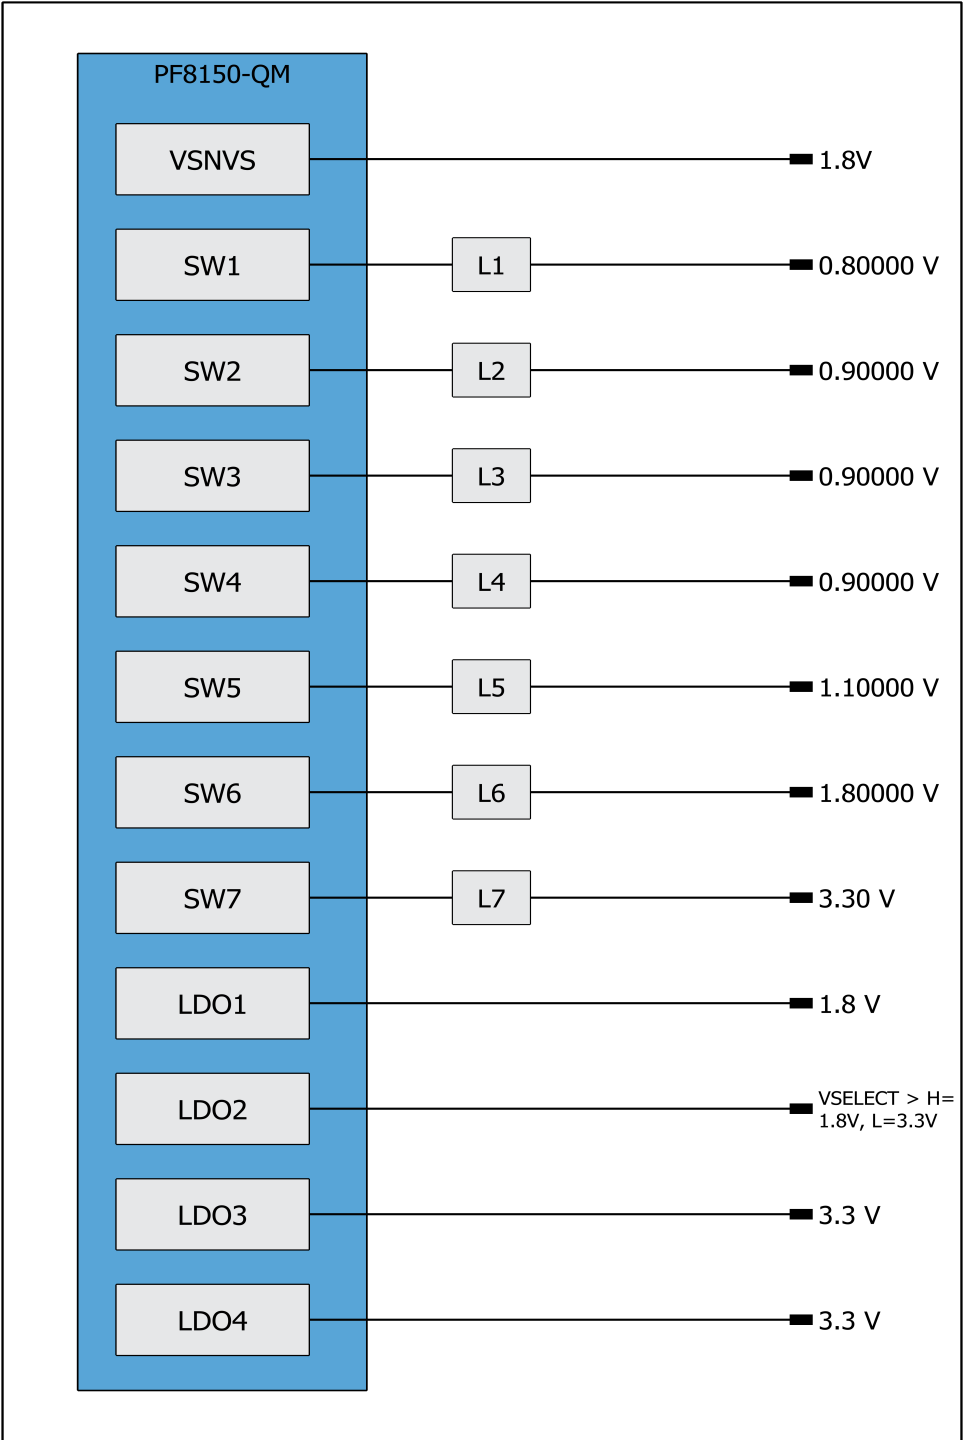 PF8150-QM
VSNVS
1.8V
SW1
L1
0.80000 V
SW2
L2
0.90000 V
SW3
L3
0.90000 V
SW4
L4
0.90000 V
SW5
L5
1.10000 V
SW6
L6
1.80000 V
SW7
L7
3.30 V
LDO1
1.8 V
LDO2
VSELECT > H=
1.8V, L=3.3V
LDO3
3.3 V
LDO4
3.3 V